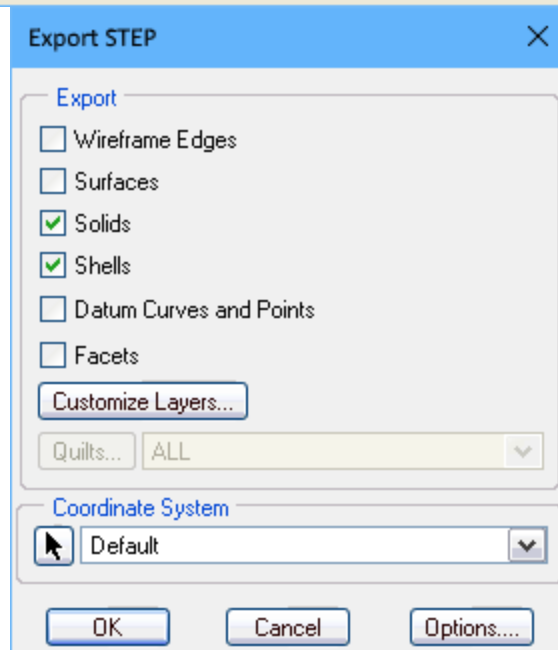 Export STEP
Export
Wireframe Edges
Surfaces
Solids
Shells
Datum Curves and Points
Facets
Customize Layers...
Quilts... ALL
Coordinate System
Default
OK Cancel Options....